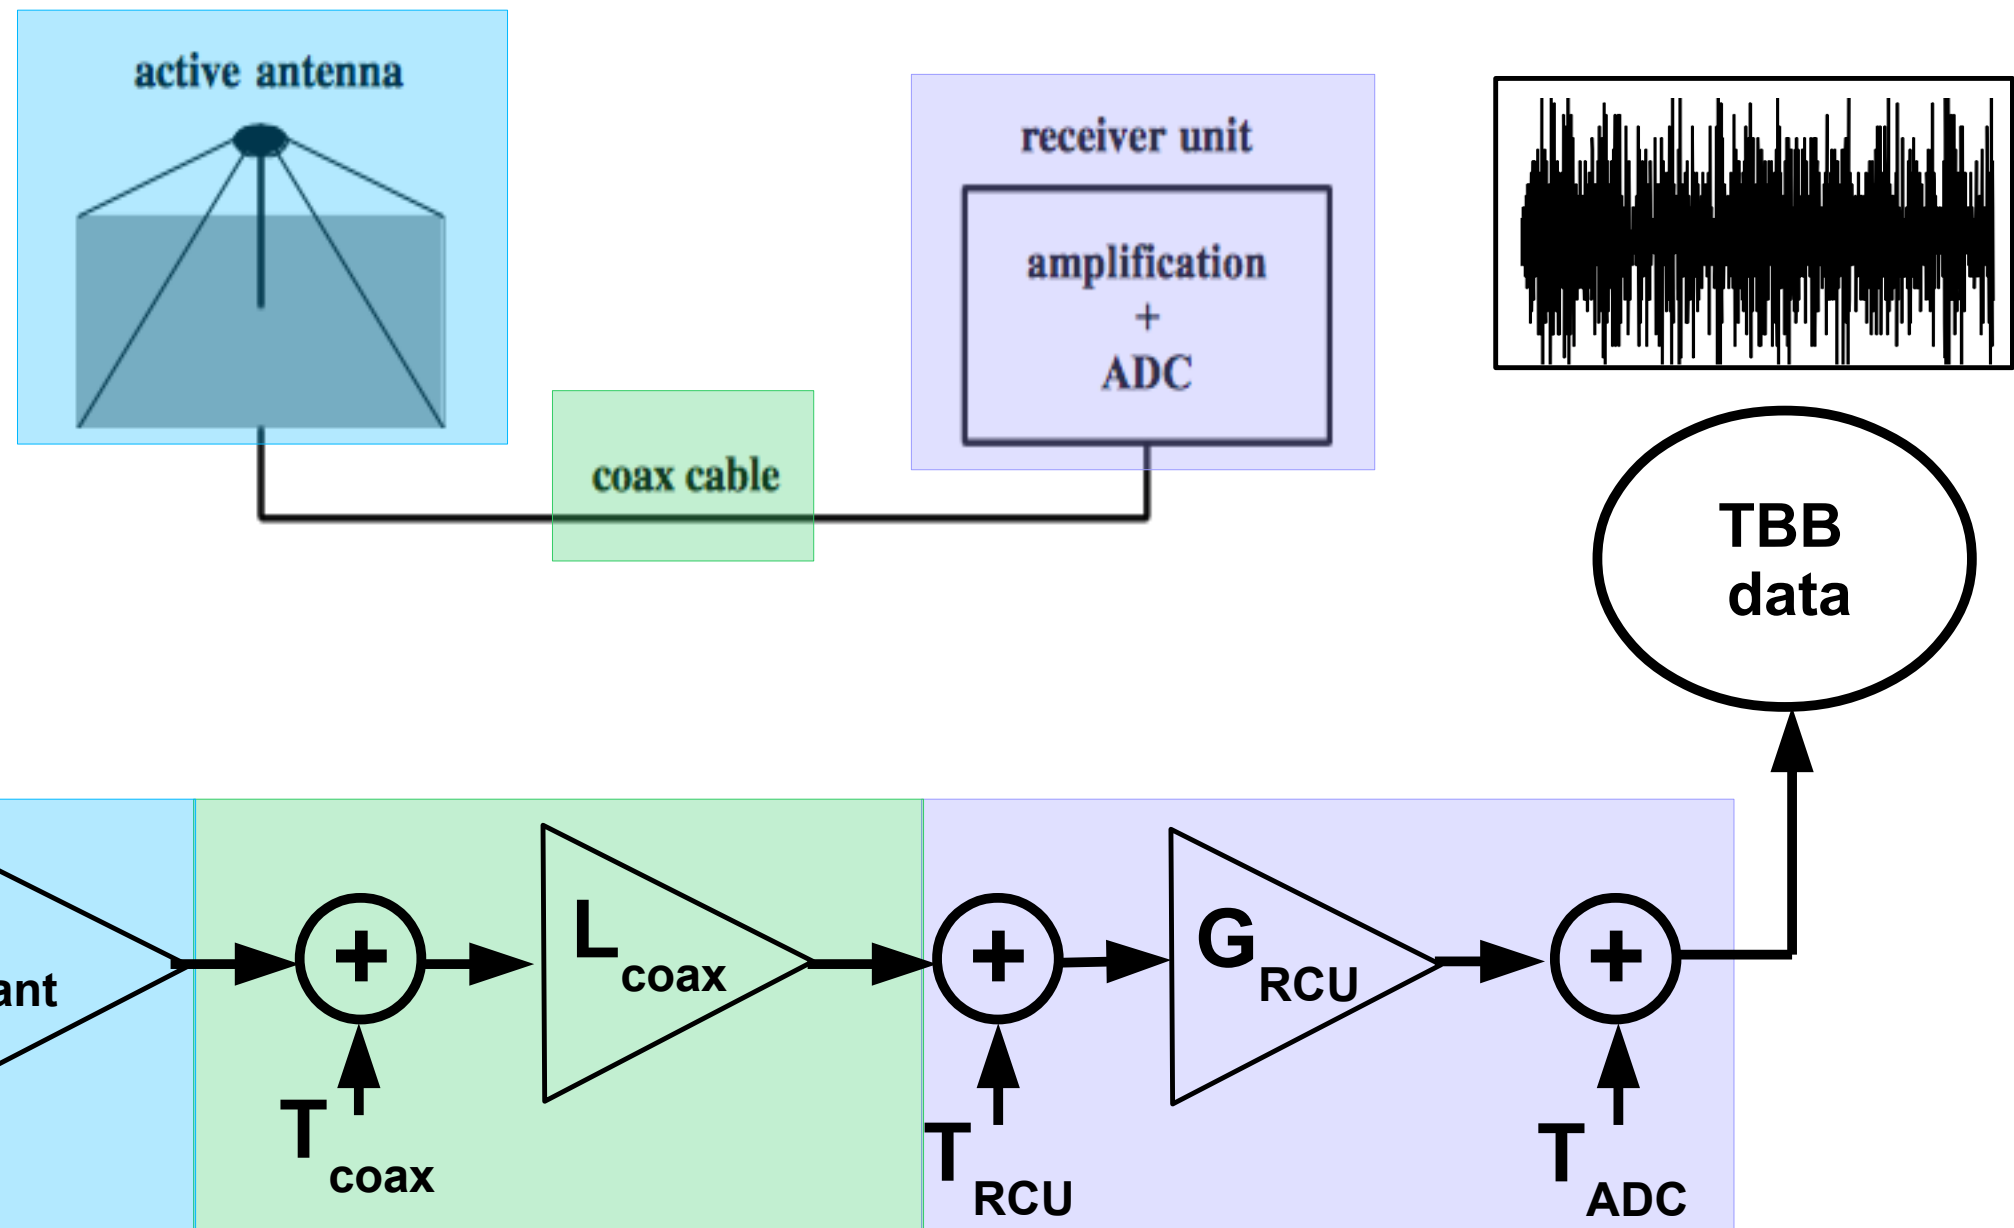 active antenna
receiver unit
amplification
+
ADC
coax cable
TBB
data
ant
+
L coax
+
G RCU
+
T coax
T RCU
T ADC